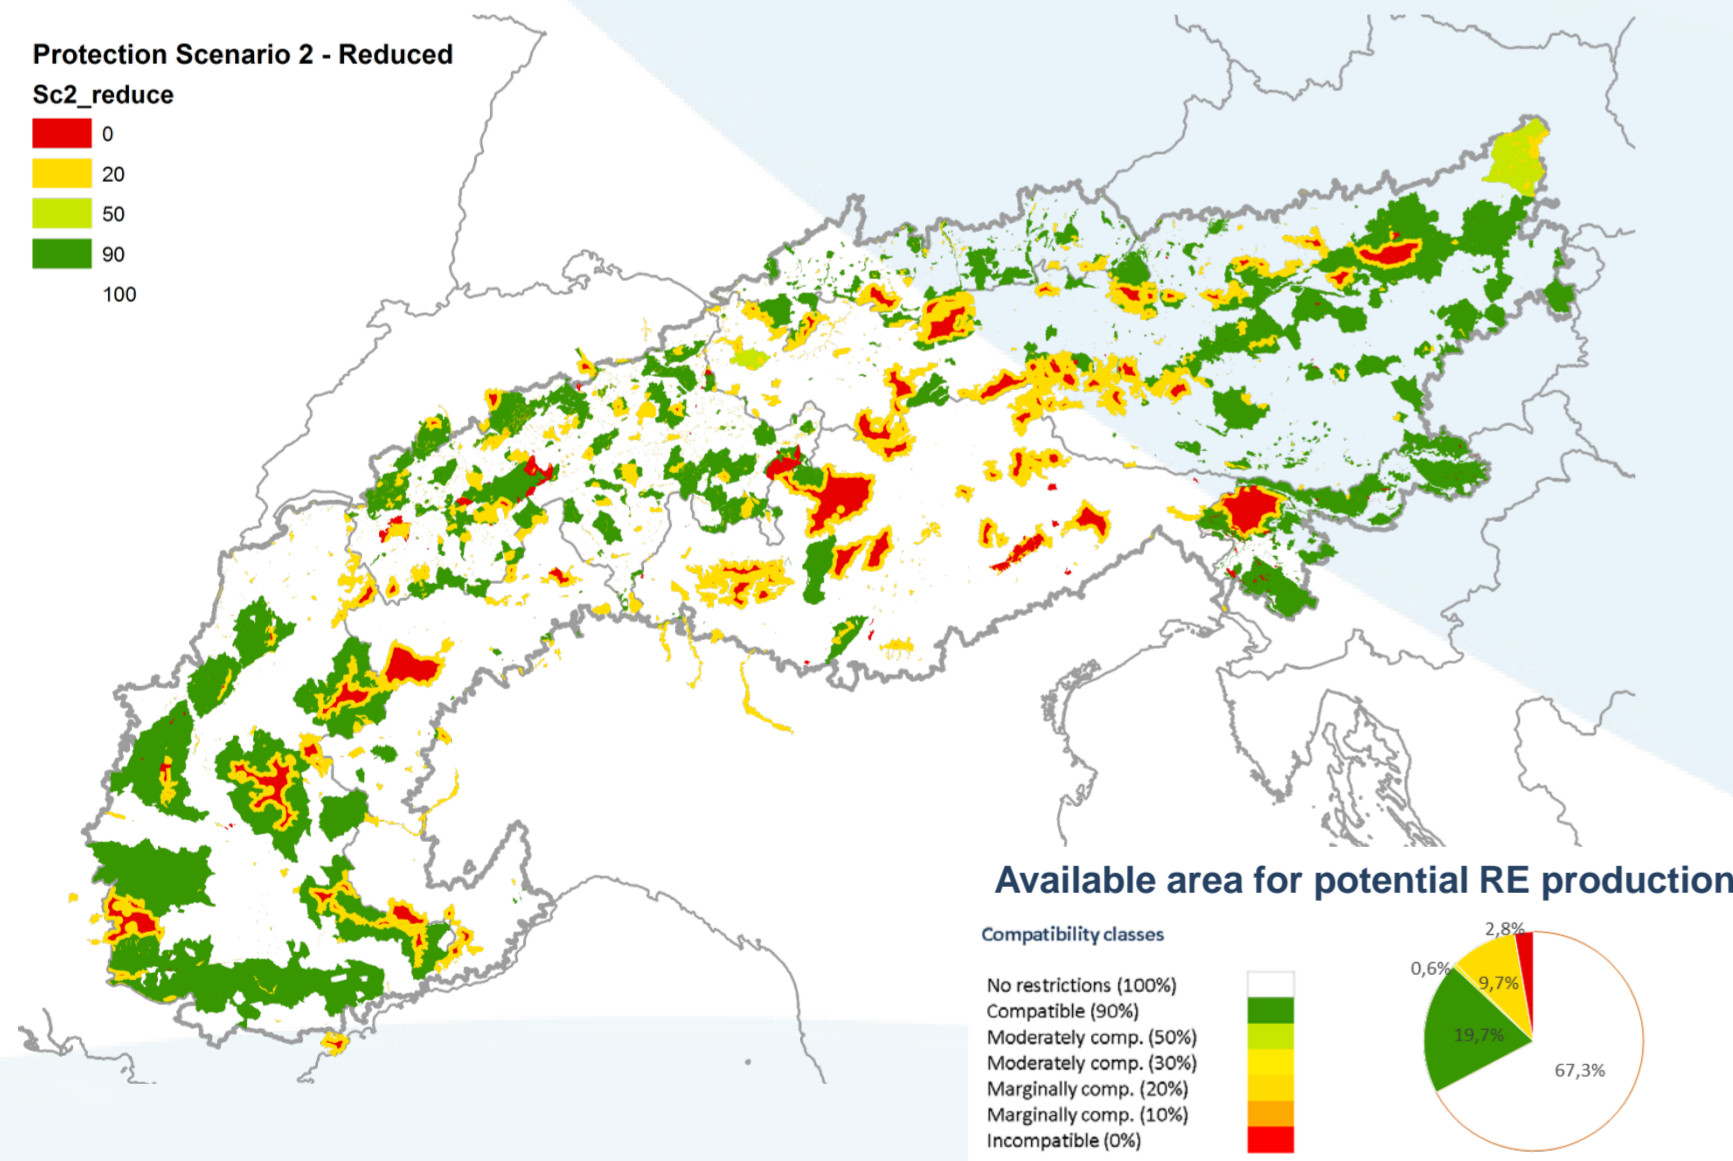 Protection Scenario 2 - Reduced
Sc2_reduce
0
20
50
90
100
Available area for potential RE production
Compatibility classes
No restrictions (100%)
Compatible (90%)
Moderately comp. (50%)
Moderately comp. (30%)
Marginally comp. (20%)
Marginally comp. (10%)
Incompatible (0%)
2,8%
0,6%
9,7%
19,7%
67,3%